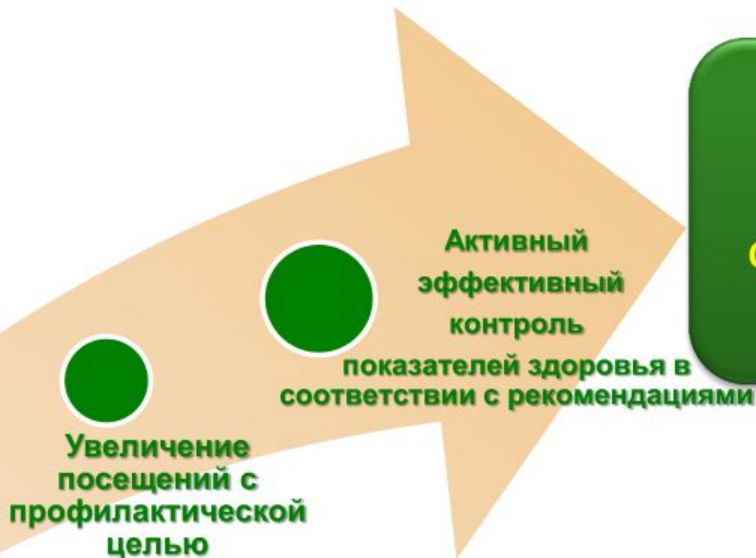 Активный
эффективный
контроль
показателей здоровья в
соответствии с рекомендациями
Увеличение
посещений с
профилактической
целью